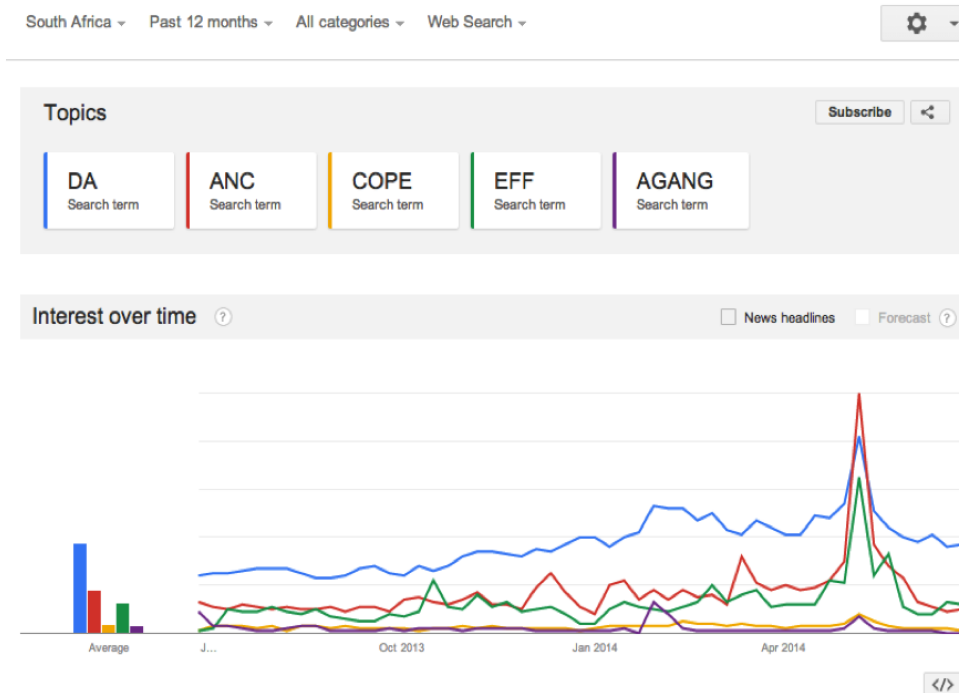 South Africa Past 12 months All categories Web Search
Topics Subscribe
DA ANC COPE EFF AGANG
Search term Search term Search term Search term Search term
Interest over time ? News headlines Forecast ?
Average J... Oct 2013 Jan 2014 Apr 2014
</>